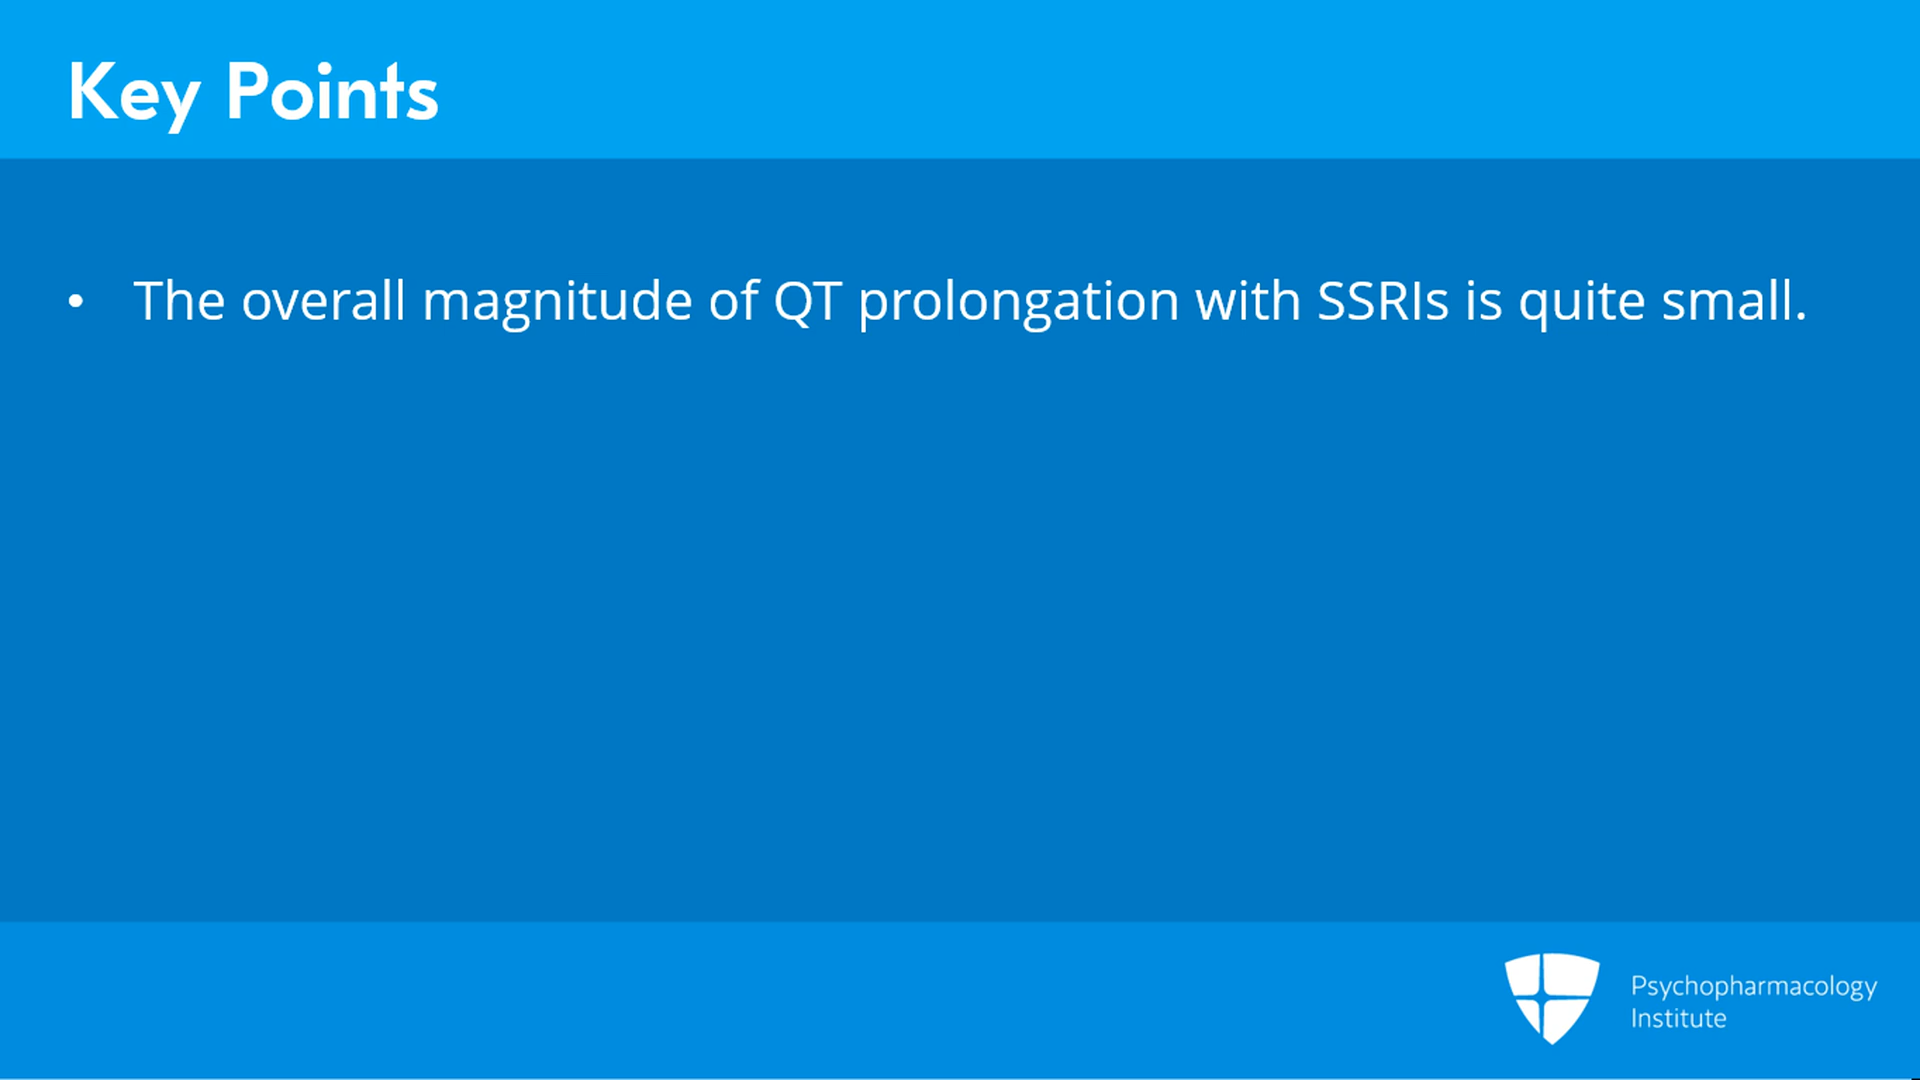 Key Points
• The overall magnitude of QT prolongation with SSRIs is quite small.
Psychopharmacology
Institute